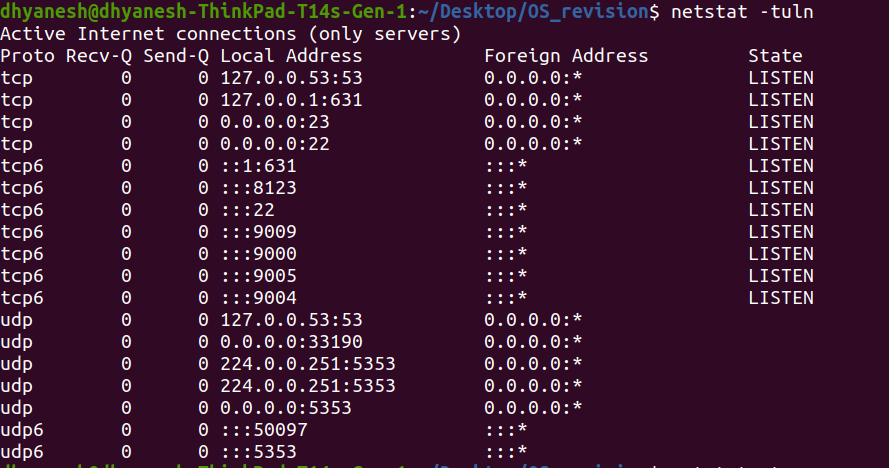 dhyanesh@dhyanesh-ThinkPad-T14s-Gen-1:~/Desktop/OS_revision$ netstat -tuln
Active Internet connections (only servers)
Proto Recv-Q Send-Q Local Address           Foreign Address         State
tcp        0      0 127.0.0.53:53           0.0.0.0:*               LISTEN
tcp        0      0 127.0.0.1:631           0.0.0.0:*               LISTEN
tcp        0      0 0.0.0.0:23              0.0.0.0:*               LISTEN
tcp        0      0 0.0.0.0:22              0.0.0.0:*               LISTEN
tcp6       0      0 ::1:631                 :::*                    LISTEN
tcp6       0      0 :::8123                 :::*                    LISTEN
tcp6       0      0 :::22                   :::*                    LISTEN
tcp6       0      0 :::9009                 :::*                    LISTEN
tcp6       0      0 :::9000                 :::*                    LISTEN
tcp6       0      0 :::9005                 :::*                    LISTEN
tcp6       0      0 :::9004                 :::*                    LISTEN
udp        0      0 127.0.0.53:53           0.0.0.0:*
udp        0      0 0.0.0.0:33190           0.0.0.0:*
udp        0      0 224.0.0.251:5353        0.0.0.0:*
udp        0      0 224.0.0.251:5353        0.0.0.0:*
udp        0      0 0.0.0.0:5353            0.0.0.0:*
udp6       0      0 :::50097                :::*
udp6       0      0 :::5353                 :::*